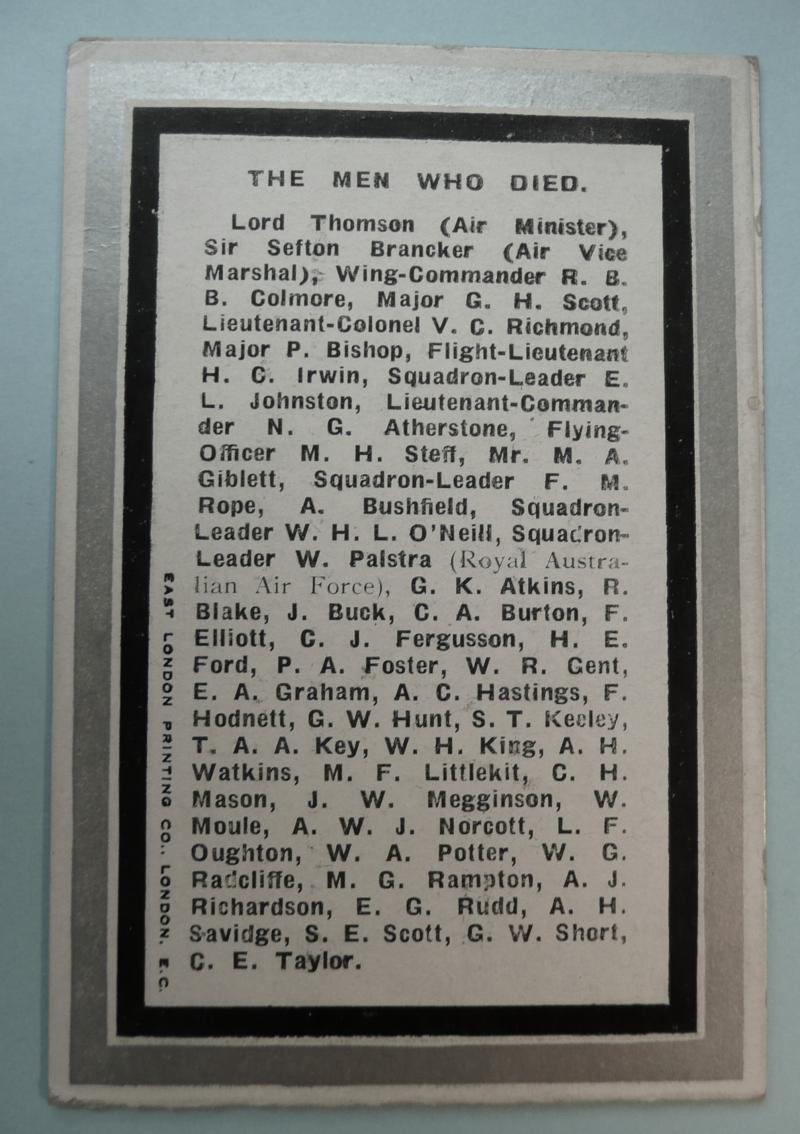 THE MEN WHO DIED.
Lord Thomson (Air Minister),
Sir Sefton Brancker (Air Vice
Marshal), Wing-Commander R. B.
B. Colmore, Major G. H. Scott,
Lieutenant-Colonel V. C. Richmond,
Major P. Bishop, Flight-Lieutenant
H. C. Irwin, Squadron-Leader E.
L. Johnston, Lieutenant-Comman-
der N. G. Atherstone, Flying-
Officer M. H. Steff, Mr. M. A.
Giblett, Squadron-Leader F. M.
Rope, A. Bushfield, Squadron-
Leader W. H. L. O'Neill, Squadron-
Leader W. Palstra (Royal Austra-
lian Air Force), G. K. Atkins, R.
Blake, J. Buck, C. A. Burton, F.
Elliott, C. J. Fergusson, H. E.
Ford, P. A. Foster, W. R. Gent,
E. A. Graham, A. C. Hastings, F.
Hodnett, G. W. Hunt, S. T. Keeley,
T. A. A. Key, W. H. King, A. H.
Watkins, M. F. Littlekit, C. H.
Mason, J. W. Megginson, W.
Moule, A. W. J. Norcott, L. F.
Oughton, W. A. Potter, W. G.
Radcliffe, M. G. Rampton, A. J.
Richardson, E. G. Rudd, A. H.
Savidge, S. E. Scott, G. W. Short,
C. E. Taylor.
EAST LONDON PRINTING CO., LONDON, E.C.